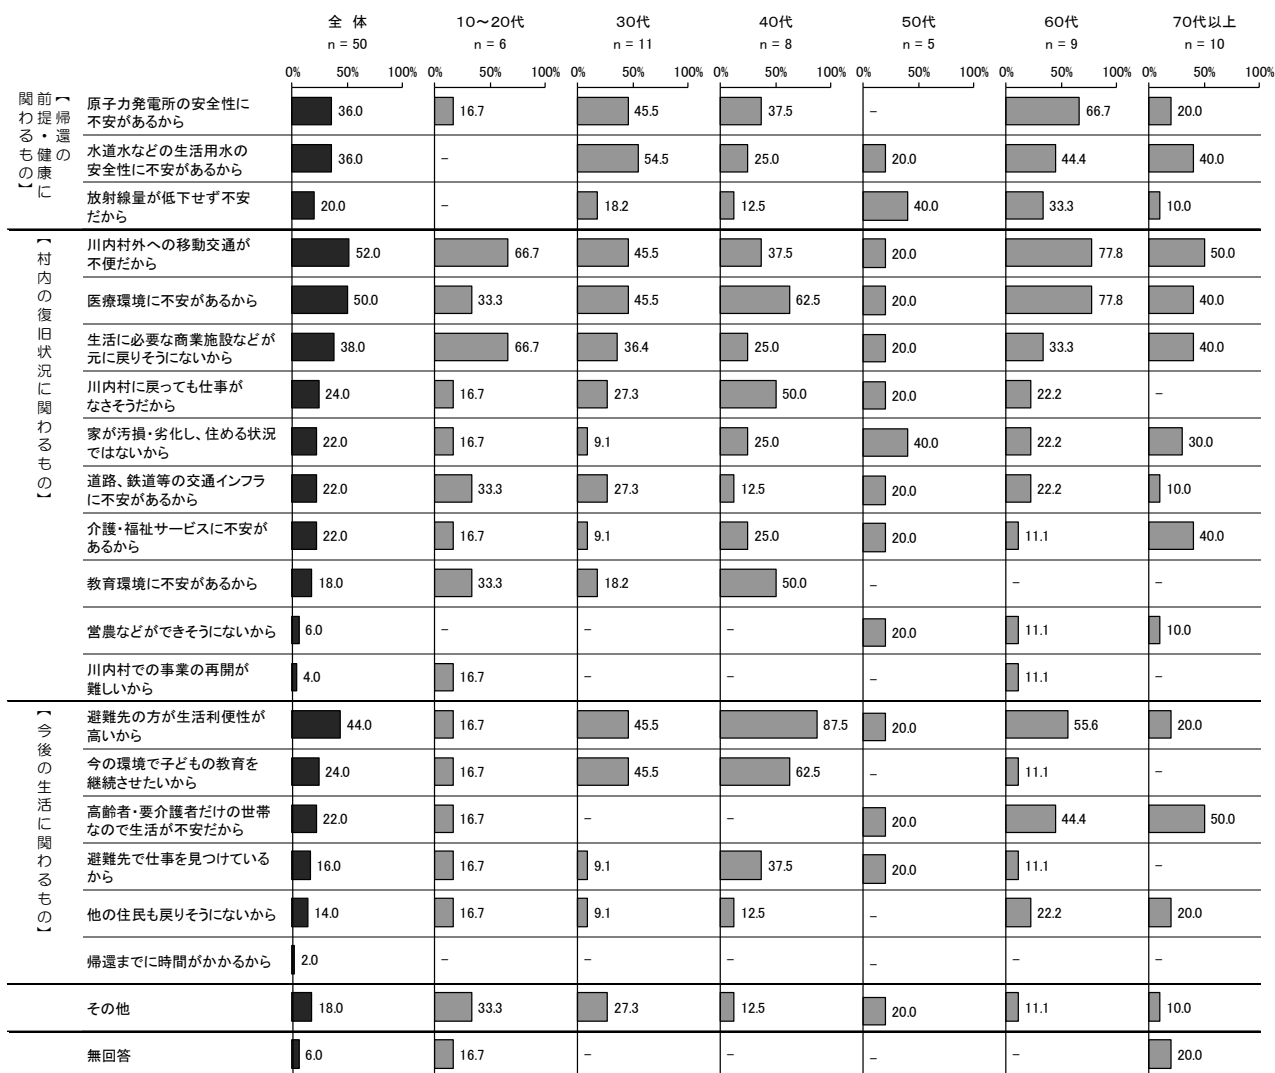 全 体
10～20代
30代
40代
50代
60代
70代以上
n = 50
n = 6
n = 11
n = 8
n = 5
n = 9
n = 10
0% 50% 100% 0% 50% 100% 0% 50% 100% 0% 50% 100% 0% 50% 100% 0% 50% 100% 0% 50% 100%
【帰還の
前提・健康に
関わるもの】
原子力発電所の安全性に
不安があるから
36.0 16.7 45.5 37.5 － 66.7 20.0
水道水などの生活用水の
安全性に不安があるから
36.0 － 54.5 25.0 20.0 44.4 40.0
放射線量が低下せず不安
だから
20.0 － 18.2 12.5 40.0 33.3 10.0
【村内の復旧状況に関わるもの】
川内村外への移動交通が
不便だから
52.0 66.7 45.5 37.5 20.0 77.8 50.0
医療環境に不安があるから
50.0 33.3 45.5 62.5 20.0 77.8 40.0
生活に必要な商業施設などが
元に戻りそうにないから
38.0 66.7 36.4 25.0 20.0 33.3 40.0
川内村に戻っても仕事が
なさそうだから
24.0 16.7 27.3 50.0 20.0 22.2 －
家が汚損・劣化し、住める状況
ではないから
22.0 16.7 9.1 25.0 40.0 22.2 30.0
道路、鉄道等の交通インフラ
に不安があるから
22.0 33.3 27.3 12.5 20.0 22.2 10.0
介護・福祉サービスに不安が
あるから
22.0 16.7 9.1 25.0 20.0 11.1 40.0
教育環境に不安があるから
18.0 33.3 18.2 50.0 － － －
営農などができそうにないから
6.0 － － － 20.0 11.1 10.0
川内村での事業の再開が
難しいから
4.0 16.7 － － － 11.1 －
【今後の生活に関わるもの】
避難先の方が生活利便性が
高いから
44.0 16.7 45.5 87.5 20.0 55.6 20.0
今の環境で子どもの教育を
継続させたいから
24.0 16.7 45.5 62.5 － 11.1 －
高齢者・要介護者だけの世帯
なので生活が不安だから
22.0 16.7 － － 20.0 44.4 50.0
避難先で仕事を見つけている
から
16.0 16.7 9.1 37.5 20.0 11.1 －
他の住民も戻りそうにないから
14.0 16.7 9.1 12.5 － 22.2 20.0
帰還までに時間がかかるから
2.0 － － － － － －
その他
18.0 33.3 27.3 12.5 20.0 11.1 10.0
無回答
6.0 16.7 － － － － 20.0